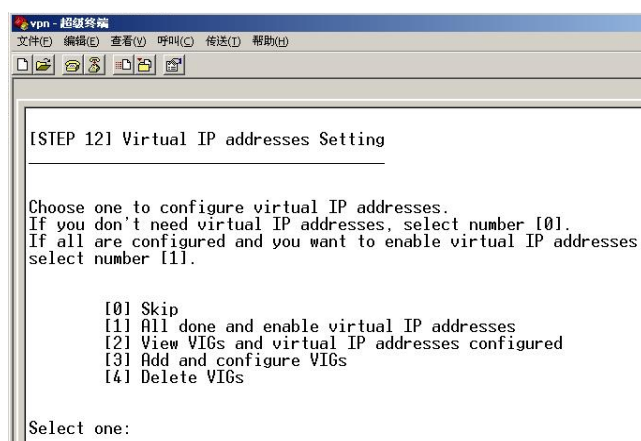 vpn - 超级终端
文件(F) 编辑(E) 查看(V) 呼叫(C) 传送(T) 帮助(H)
[STEP 12] Virtual IP addresses Setting
Choose one to configure virtual IP addresses.
If you don't need virtual IP addresses, select number [0].
If all are configured and you want to enable virtual IP addresses
select number [1].
[0] Skip
[1] All done and enable virtual IP addresses
[2] View VIGs and virtual IP addresses configured
[3] Add and configure VIGs
[4] Delete VIGs
Select one: